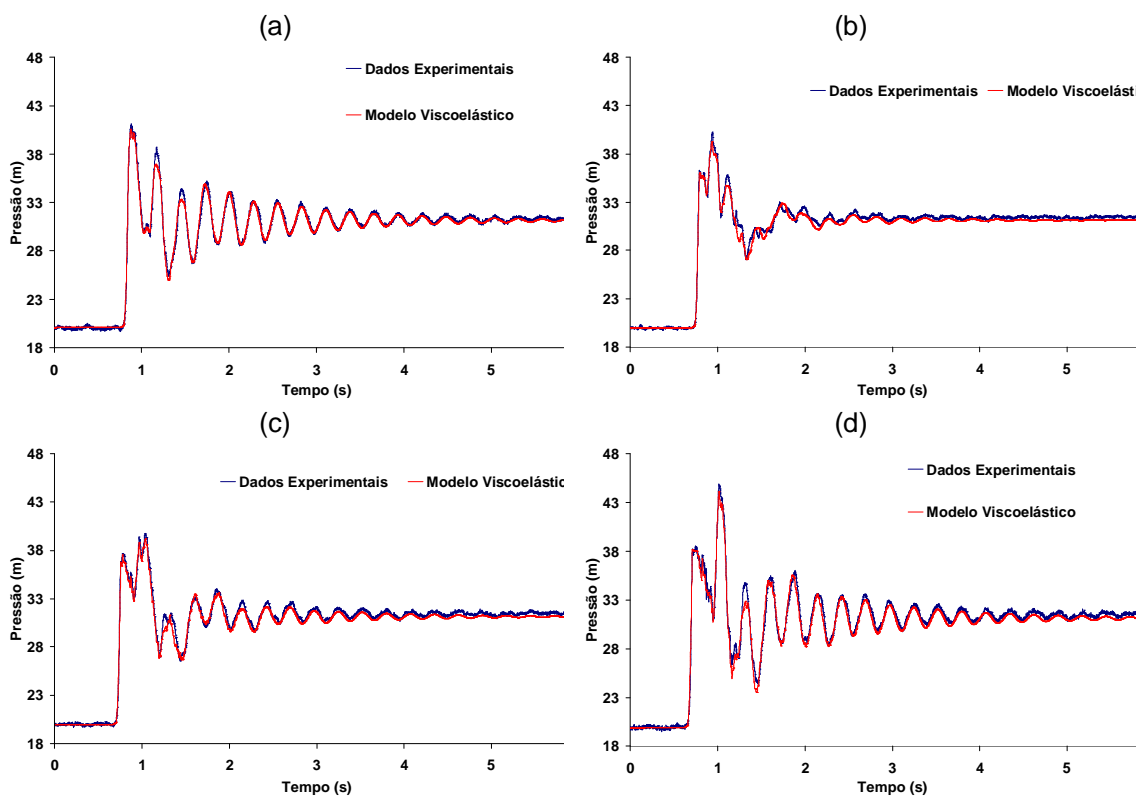 (a)
48
43
38
33
28
23
18
Pressão (m)
Dados Experimentais
Modelo Viscoelástico
0 1 2 3 4 5
Tempo (s)
(b)
48
43
38
33
28
23
18
Pressão (m)
Dados Experimentais Modelo Viscoelást
0 1 2 3 4 5
Tempo (s)
(c)
48
43
38
33
28
23
18
Pressão (m)
Dados Experimentais Modelo Viscoelástic
0 1 2 3 4 5
Tempo (s)
(d)
48
43
38
33
28
23
18
Pressão (m)
Dados Experimentais
Modelo Viscoelástico
0 1 2 3 4 5
Tempo (s)